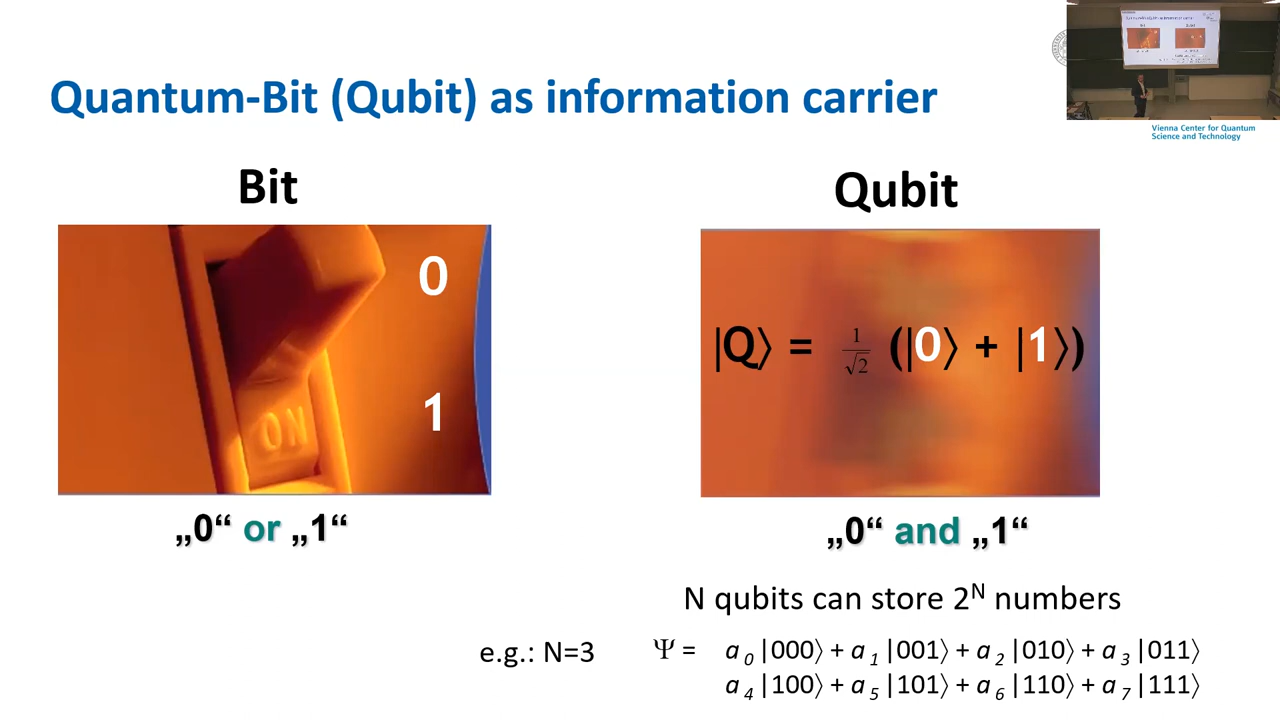 Quantum-Bit (Qubit) as information carrier
Vienna Center for Quantum
Science and Technology
Bit
Qubit
0
1
ON
|Q⟩ = 1/√2 (|0⟩ + |1⟩)
„0“ or „1“
„0“ and „1“
N qubits can store 2^N numbers
e.g.: N=3
Ψ = a₀|000⟩ + a₁|001⟩ + a₂|010⟩ + a₃|011⟩
a₄|100⟩ + a₅|101⟩ + a₆|110⟩ + a₇|111⟩